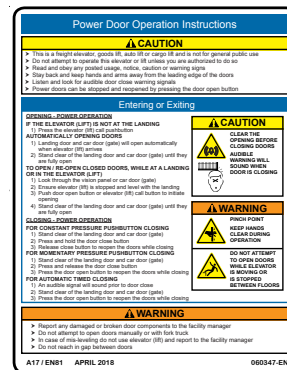 Power Door Operation Instructions
CAUTION
➤ This is a freight elevator, goods lift, auto lift or cargo lift and is not for general public use
➤ Do not attempt to operate this elevator or lift unless you are authorized to do so
➤ Read and obey any posted usage, notice, caution or warning signs
➤ Stay back and keep hands and arms away from the leading edge of the doors
➤ Listen and look for audible door close warning signals
➤ Power doors can be stopped and reopened by pressing the door open button
Entering or Exiting
OPENING - POWER OPERATION
IF THE ELEVATOR (LIFT) IS NOT AT THE LANDING
1) Press the elevator (lift) call pushbutton
AUTOMATICALLY OPENING DOORS
1) Landing door and car (gate) will open automatically
when elevator (lift) arrives
2) Stand clear of the landing door and car (gate) until they
are fully open
TO OPEN / RE-OPEN CLOSED DOORS, WHILE AT A LANDING
OR IN THE ELEVATOR (LIFT)
1) Look through the vision panel or car door (gate)
2) Ensure elevator (lift) is stopped and level with the landing
3) Push door open button or elevator (lift) call button to initiate
opening
4) Stand clear of the landing door and car (gate) until they
are fully open
CLOSING - POWER OPERATION
FOR CONSTANT PRESSURE PUSHBUTTON CLOSING
1) Stand clear of the landing door and car (gate)
2) Press and hold the door close button
3) Release close button to reopen the doors while closing
FOR MOMENTARY PRESSURE PUSHBUTTON CLOSING
1) Stand clear of the landing door and car (gate)
2) Press and release the door close button
3) Press the door open button to reopen the doors while closing
FOR AUTOMATIC TIMED CLOSING
1) An audible signal will sound prior to door close
2) Stand clear of the landing door and car (gate)
3) Press the door open button to reopen the doors while closing
CAUTION
CLEAR THE
OPENING BEFORE
CLOSING DOORS
AUDIBLE
WARNING WILL
SOUND WHEN
DOOR IS CLOSING
WARNING
PINCH POINT
KEEP HANDS
CLEAR DURING
OPERATION
DO NOT ATTEMPT
TO OPEN DOORS
WHILE ELEVATOR
IS MOVING OR
IS STOPPED
BETWEEN FLOORS
WARNING
➤ Report any damaged or broken door components to the facility manager
➤ Do not attempt to open doors manually or with fork truck
➤ In case of mis-leveling do not use elevator (lift) and report to the facility manager
➤ Do not reach in gap between doors
A17 / EN81 APRIL 2018 060347-EN